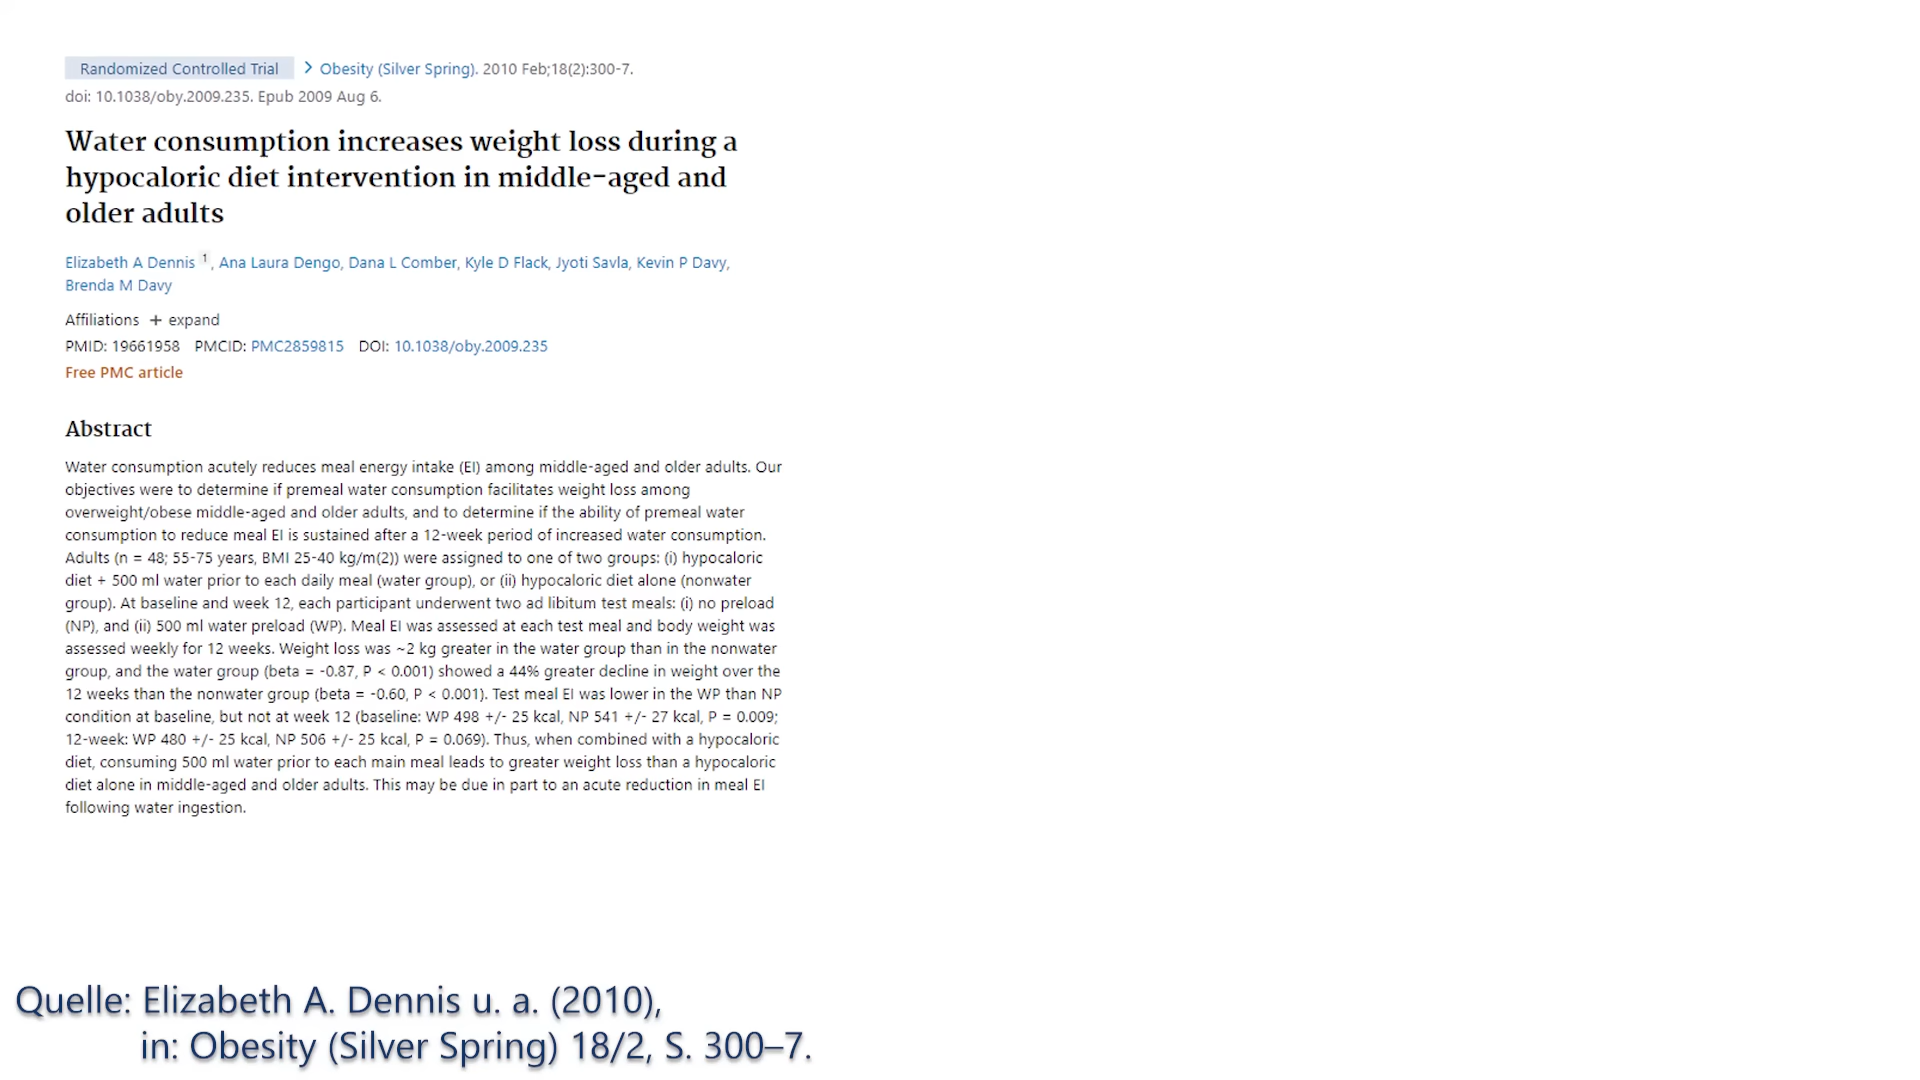 Randomized Controlled Trial > Obesity (Silver Spring). 2010 Feb;18(2):300-7.
doi: 10.1038/oby.2009.235. Epub 2009 Aug 6.
Water consumption increases weight loss during a
hypocaloric diet intervention in middle-aged and
older adults
Elizabeth A Dennis 1, Ana Laura Dengo, Dana L Comber, Kyle D Flack, Jyoti Savla, Kevin P Davy,
Brenda M Davy
Affiliations + expand
PMID: 19661958 PMCID: PMC2859815 DOI: 10.1038/oby.2009.235
Free PMC article
Abstract
Water consumption acutely reduces meal energy intake (EI) among middle-aged and older adults. Our
objectives were to determine if premeal water consumption facilitates weight loss among
overweight/obese middle-aged and older adults, and to determine if the ability of premeal water
consumption to reduce meal EI is sustained after a 12-week period of increased water consumption.
Adults (n = 48; 55-75 years, BMI 25-40 kg/m(2)) were assigned to one of two groups: (i) hypocaloric
diet + 500 ml water prior to each daily meal (water group), or (ii) hypocaloric diet alone (nonwater
group). At baseline and week 12, each participant underwent two ad libitum test meals: (i) no preload
(NP), and (ii) 500 ml water preload (WP). Meal EI was assessed at each test meal and body weight was
assessed weekly for 12 weeks. Weight loss was ~2 kg greater in the water group than in the nonwater
group, and the water group (beta = -0.87, P < 0.001) showed a 44% greater decline in weight over the
12 weeks than the nonwater group (beta = -0.60, P < 0.001). Test meal EI was lower in the WP than NP
condition at baseline, but not at week 12 (baseline: WP 498 +/- 25 kcal, NP 541 +/- 27 kcal, P = 0.009;
12-week: WP 480 +/- 25 kcal, NP 506 +/- 25 kcal, P = 0.069). Thus, when combined with a hypocaloric
diet, consuming 500 ml water prior to each main meal leads to greater weight loss than a hypocaloric
diet alone in middle-aged and older adults. This may be due in part to an acute reduction in meal EI
following water ingestion.
Quelle: Elizabeth A. Dennis u. a. (2010),
in: Obesity (Silver Spring) 18/2, S. 300–7.